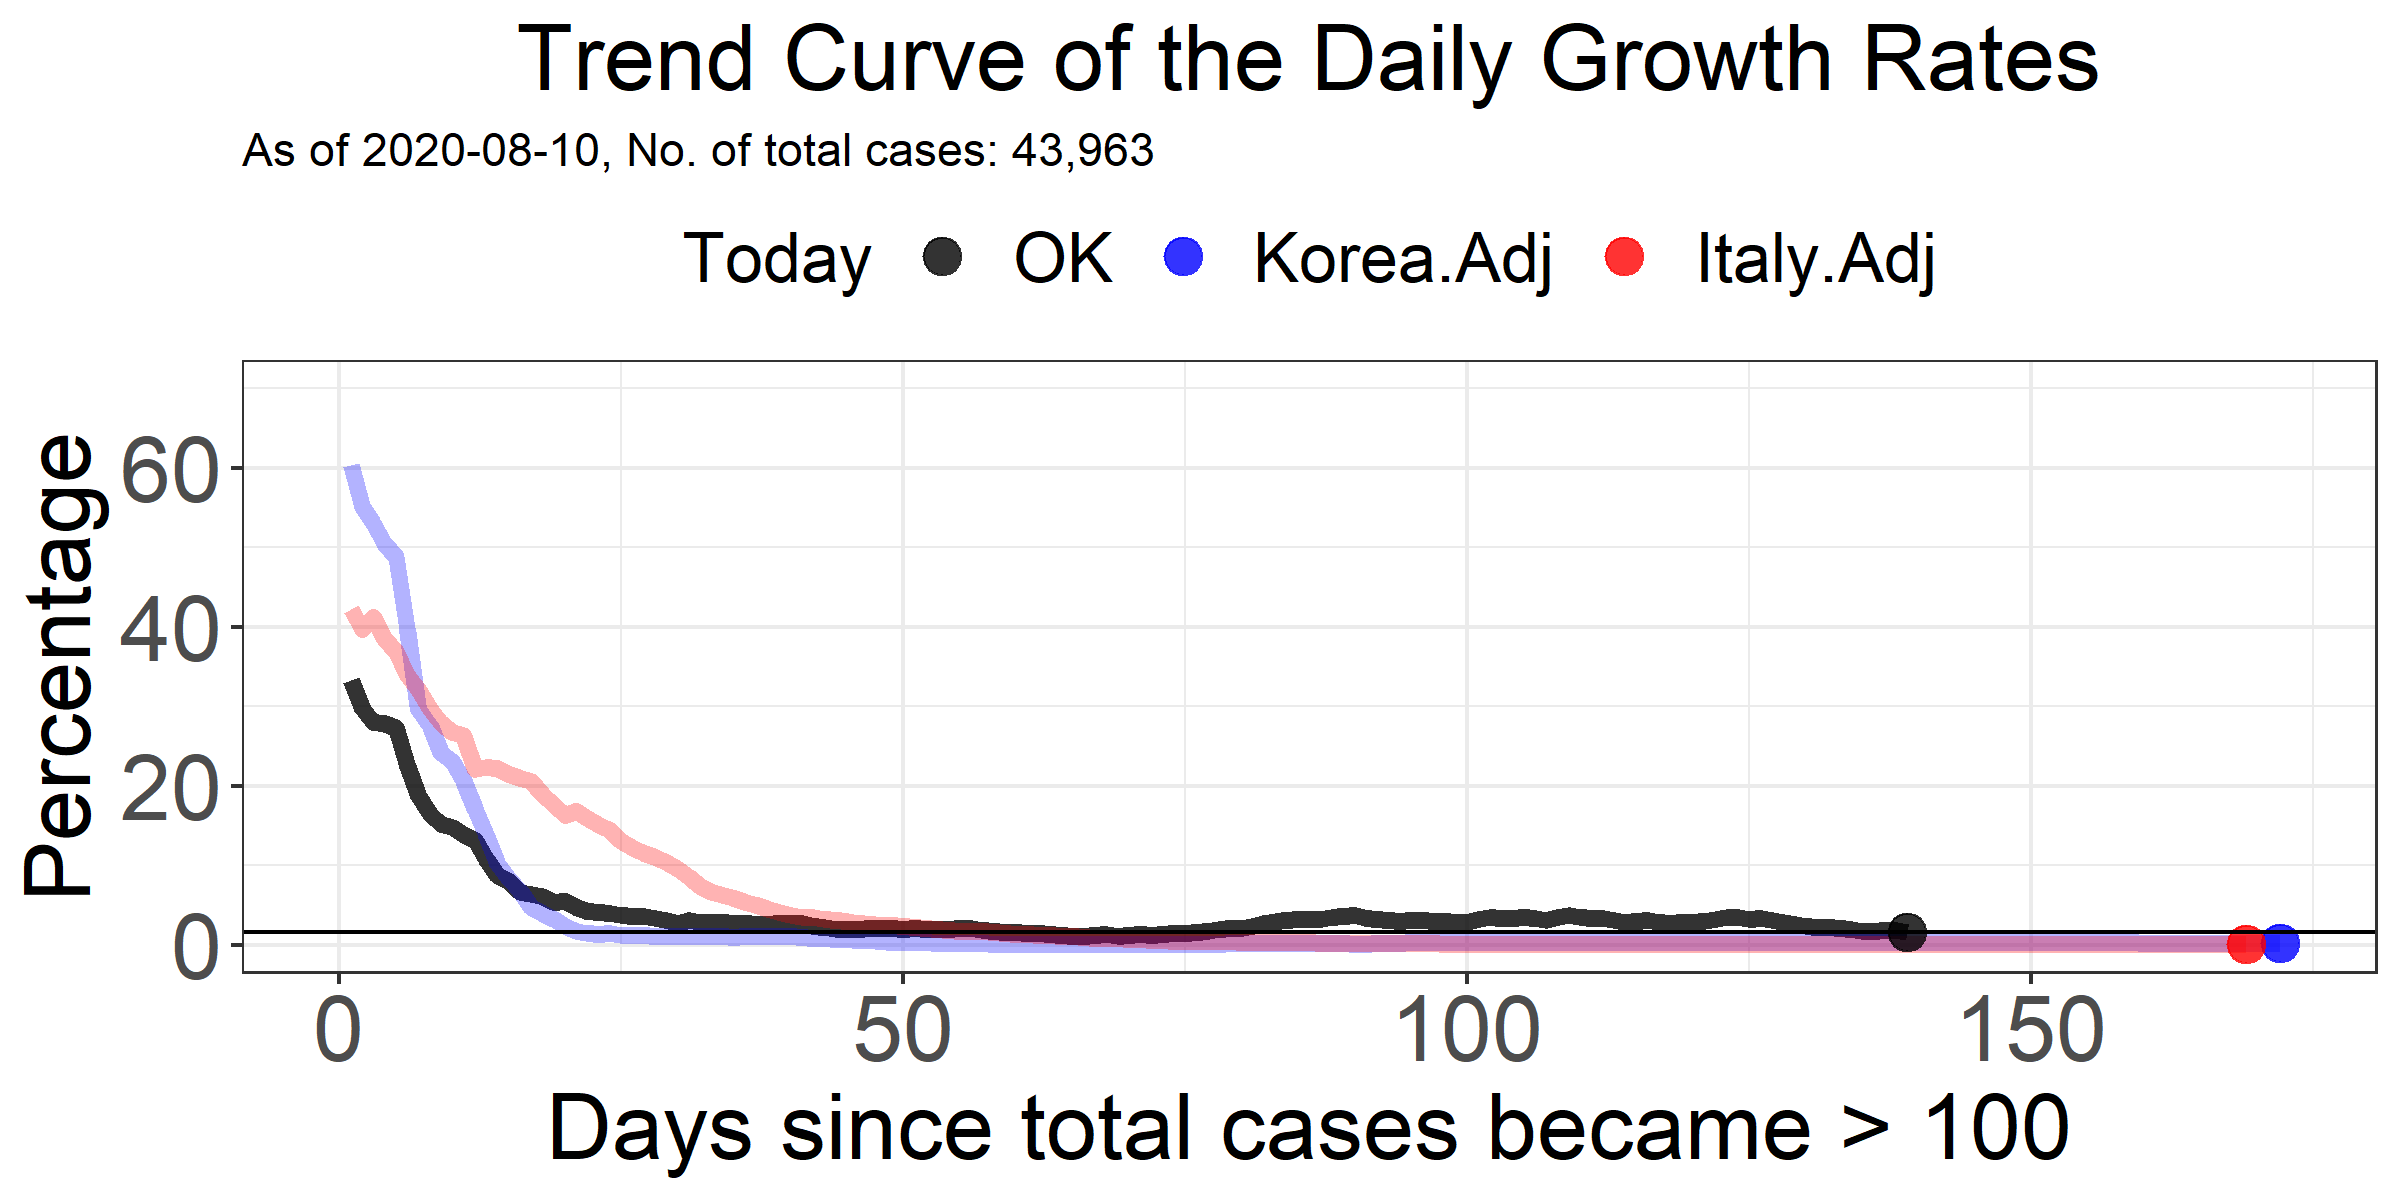 Trend Curve of the Daily Growth Rates
As of 2020-08-10, No. of total cases: 43,963
Today OK Korea.Adj Italy.Adj
Percentage
60
40
20
0
0 50 100 150
Days since total cases became > 100